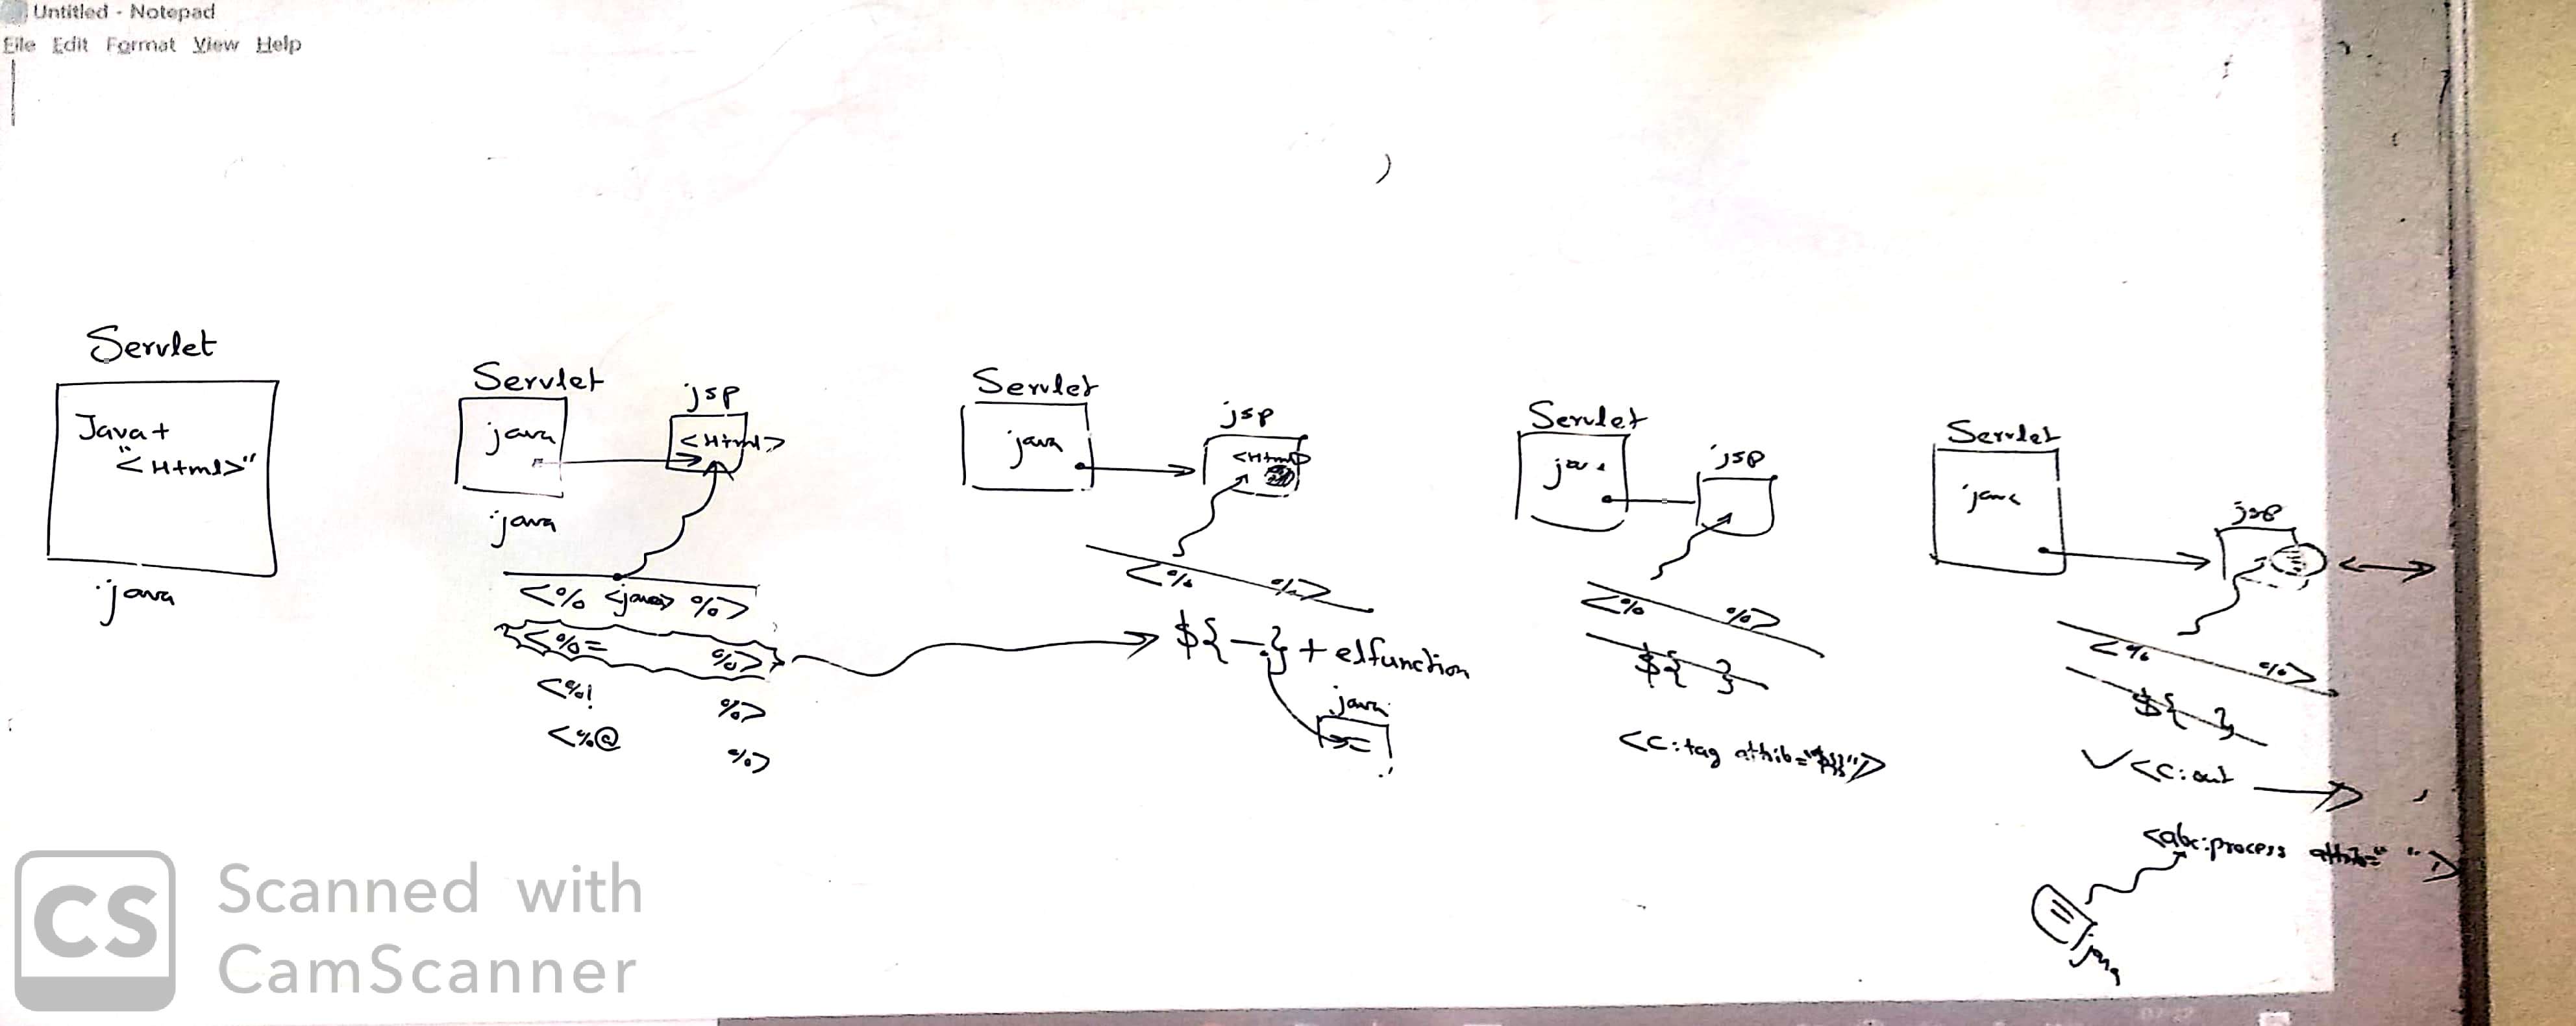 Untitled - Notepad
File Edit Format View Help
Servlet
Java +
"<Html>"
.java
Servlet
java
.java
jsp
<Html>
<% <java> %>
<%= %>
<%! %>
<%@ %>
Servlet
java
jsp
<Html>
<% %>
${—} + elfunction
java
Servlet
jsp
<% %>
${ }
<c:tag attrib="${}"/>
Servlet
java
jsp
<% %>
${ }
<c:out
<abc:process attrib=" "/>
.java
CS
Scanned with
CamScanner